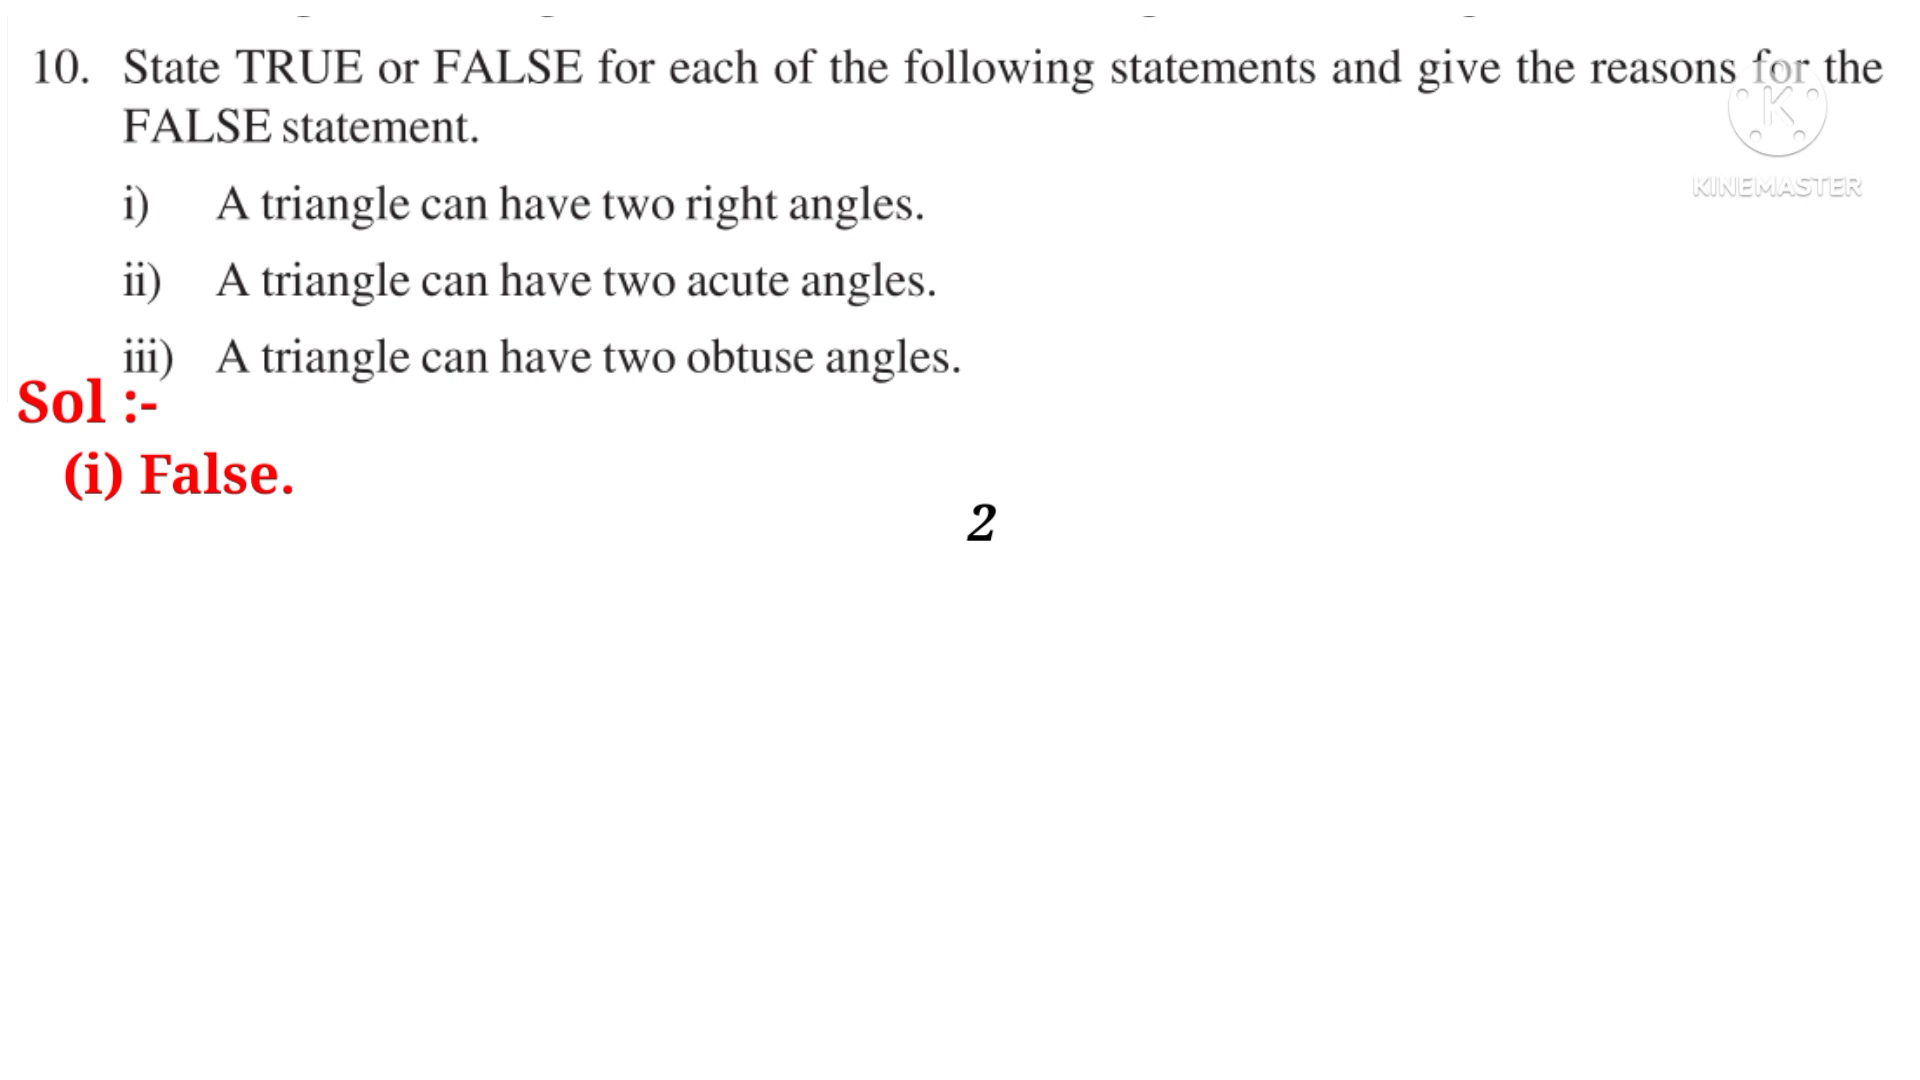 10. State TRUE or FALSE for each of the following statements and give the reasons for the
FALSE statement.
i) A triangle can have two right angles.
ii) A triangle can have two acute angles.
iii) A triangle can have two obtuse angles.
Sol :-
(i) False.
2
K
KINEMASTER